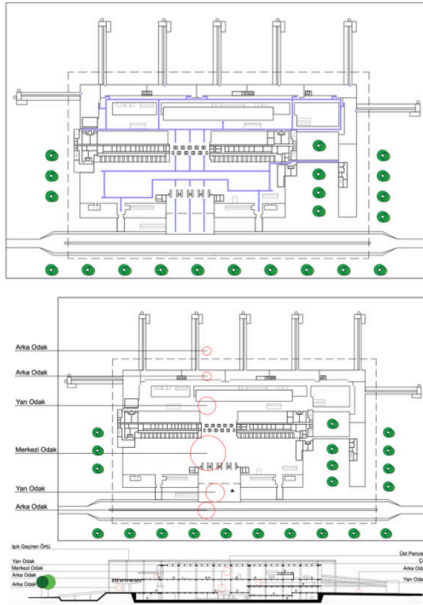 Arka Odak
Arka Odak
Yan Odak
Merkezi Odak
Yan Odak
Arka Odak
Işık Geçiren Örtü
Yan Odak
Merkezi Odak
Arka Odak
Arka Odak
Üst Pence
Ç
Arka Oda
Yan Odak